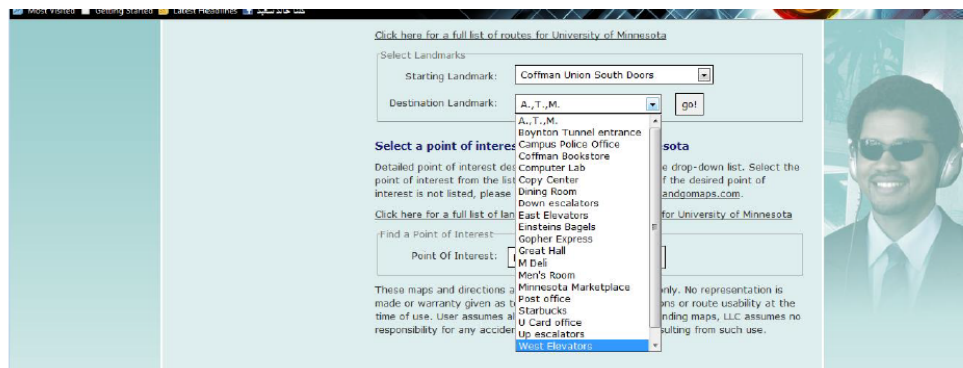 Most Visited Getting Started Latest Headlines كلنا خالد سعيد
Click here for a full list of routes for University of Minnesota
Select Landmarks
Starting Landmark: Coffman Union South Doors
Destination Landmark: A.,T.,M. go!
A.,T.,M.
Boynton Tunnel entrance
Campus Police Office
Coffman Bookstore
Computer Lab
Copy Center
Dining Room
Down escalators
East Elevators
Einsteins Bagels
Gopher Express
Great Hall
M Deli
Men's Room
Minnesota Marketplace
Post office
Starbucks
U Card office
Up escalators
West Elevators
Select a point of interes sota
Detailed point of interest des e drop-down list. Select the
point of interest from the list f the desired point of
interest is not listed, please andgomaps.com.
Click here for a full list of lan for University of Minnesota
Find a Point of Interest
Point Of Interest:
These maps and directions a only. No representation is
made or warranty given as t ons or route usability at the
time of use. User assumes al nding maps, LLC assumes no
responsibility for any accider sulting from such use.